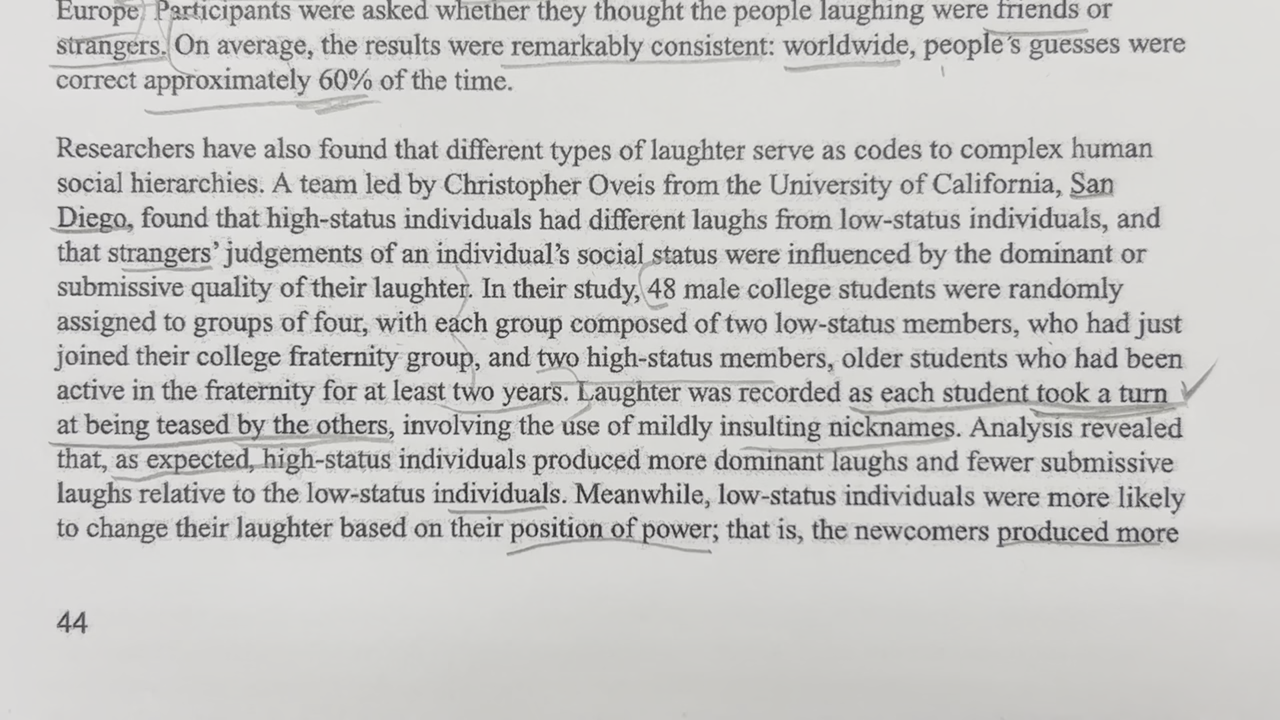 Europe. Participants were asked whether they thought the people laughing were friends or
strangers. On average, the results were remarkably consistent: worldwide, people's guesses were
correct approximately 60% of the time.
Researchers have also found that different types of laughter serve as codes to complex human
social hierarchies. A team led by Christopher Oveis from the University of California, San
Diego, found that high-status individuals had different laughs from low-status individuals, and
that strangers' judgements of an individual's social status were influenced by the dominant or
submissive quality of their laughter. In their study, 48 male college students were randomly
assigned to groups of four, with each group composed of two low-status members, who had just
joined their college fraternity group, and two high-status members, older students who had been
active in the fraternity for at least two years. Laughter was recorded as each student took a turn
at being teased by the others, involving the use of mildly insulting nicknames. Analysis revealed
that, as expected, high-status individuals produced more dominant laughs and fewer submissive
laughs relative to the low-status individuals. Meanwhile, low-status individuals were more likely
to change their laughter based on their position of power; that is, the newcomers produced more
44